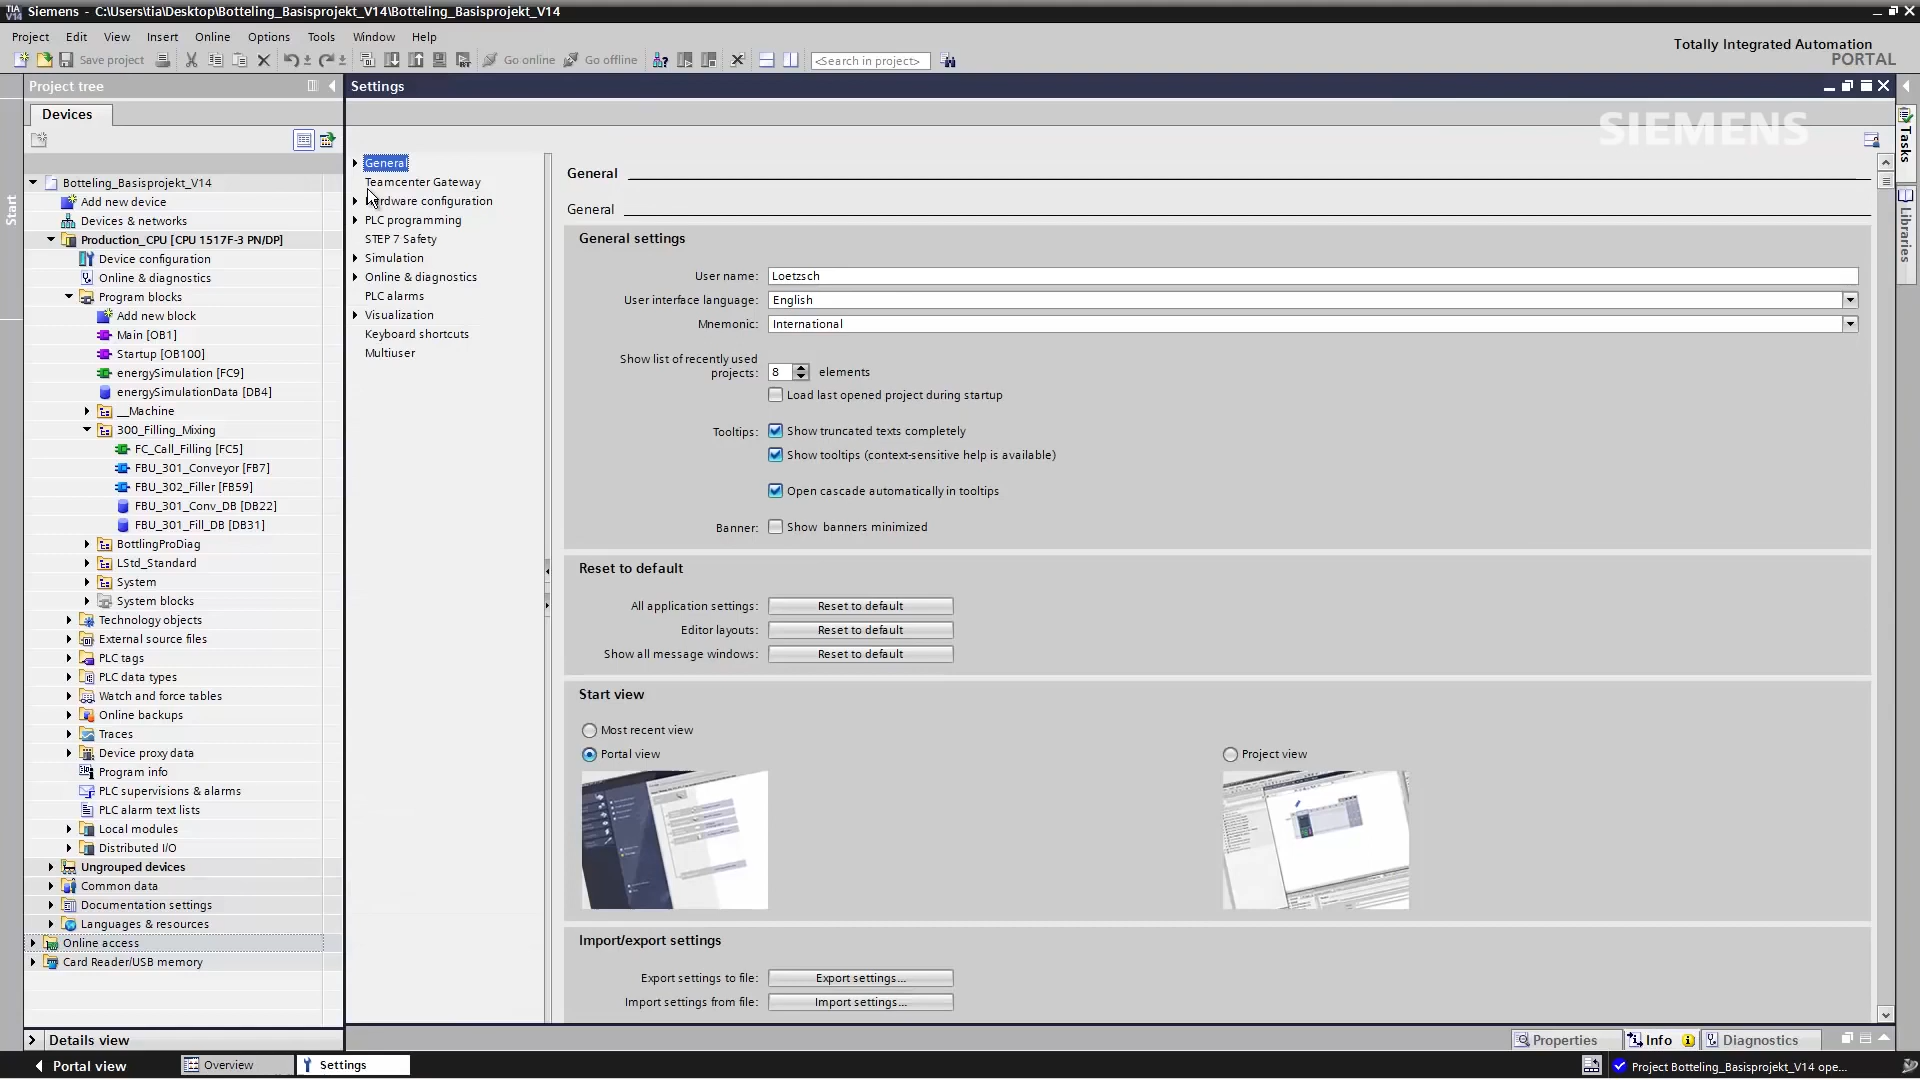 Siemens - C:\Users\tia\Desktop\Botteling_Basisprojekt_V14\Botteling_Basisprojekt_V14
Project Edit View Insert Online Options Tools Window Help
Totally Integrated Automation
PORTAL
Save project Go online Go offline <Search in project>
Project tree
Settings
Devices
SIEMENS
Start
Tasks
Libraries
Botteling_Basisprojekt_V14
Add new device
Devices & networks
Production_CPU [CPU 1517F-3 PN/DP]
Device configuration
Online & diagnostics
Program blocks
Add new block
Main [OB1]
Startup [OB100]
energySimulation [FC9]
energySimulationData [DB4]
__Machine
300_Filling_Mixing
FC_Call_Filling [FC5]
FBU_301_Conveyor [FB7]
FBU_302_Filler [FB59]
FBU_301_Conv_DB [DB22]
FBU_301_Fill_DB [DB31]
BottlingProDiag
LStd_Standard
System
System blocks
Technology objects
External source files
PLC tags
PLC data types
Watch and force tables
Online backups
Traces
Device proxy data
Program info
PLC supervisions & alarms
PLC alarm text lists
Local modules
Distributed I/O
Ungrouped devices
Common data
Documentation settings
Languages & resources
Online access
Card Reader/USB memory
Details view
General
Teamcenter Gateway
Hardware configuration
PLC programming
STEP 7 Safety
Simulation
Online & diagnostics
PLC alarms
Visualization
Keyboard shortcuts
Multiuser
General
General
General settings
User name: Loetzsch
User interface language: English
Mnemonic: International
Show list of recently used
projects: 8 elements
Load last opened project during startup
Tooltips: Show truncated texts completely
Show tooltips (context-sensitive help is available)
Open cascade automatically in tooltips
Banner: Show banners minimized
Reset to default
All application settings: Reset to default
Editor layouts: Reset to default
Show all message windows: Reset to default
Start view
Most recent view
Portal view
Project view
Import/export settings
Export settings to file: Export settings...
Import settings from file: Import settings...
Properties Info Diagnostics
Portal view Overview Settings
Project Botteling_Basisprojekt_V14 ope...